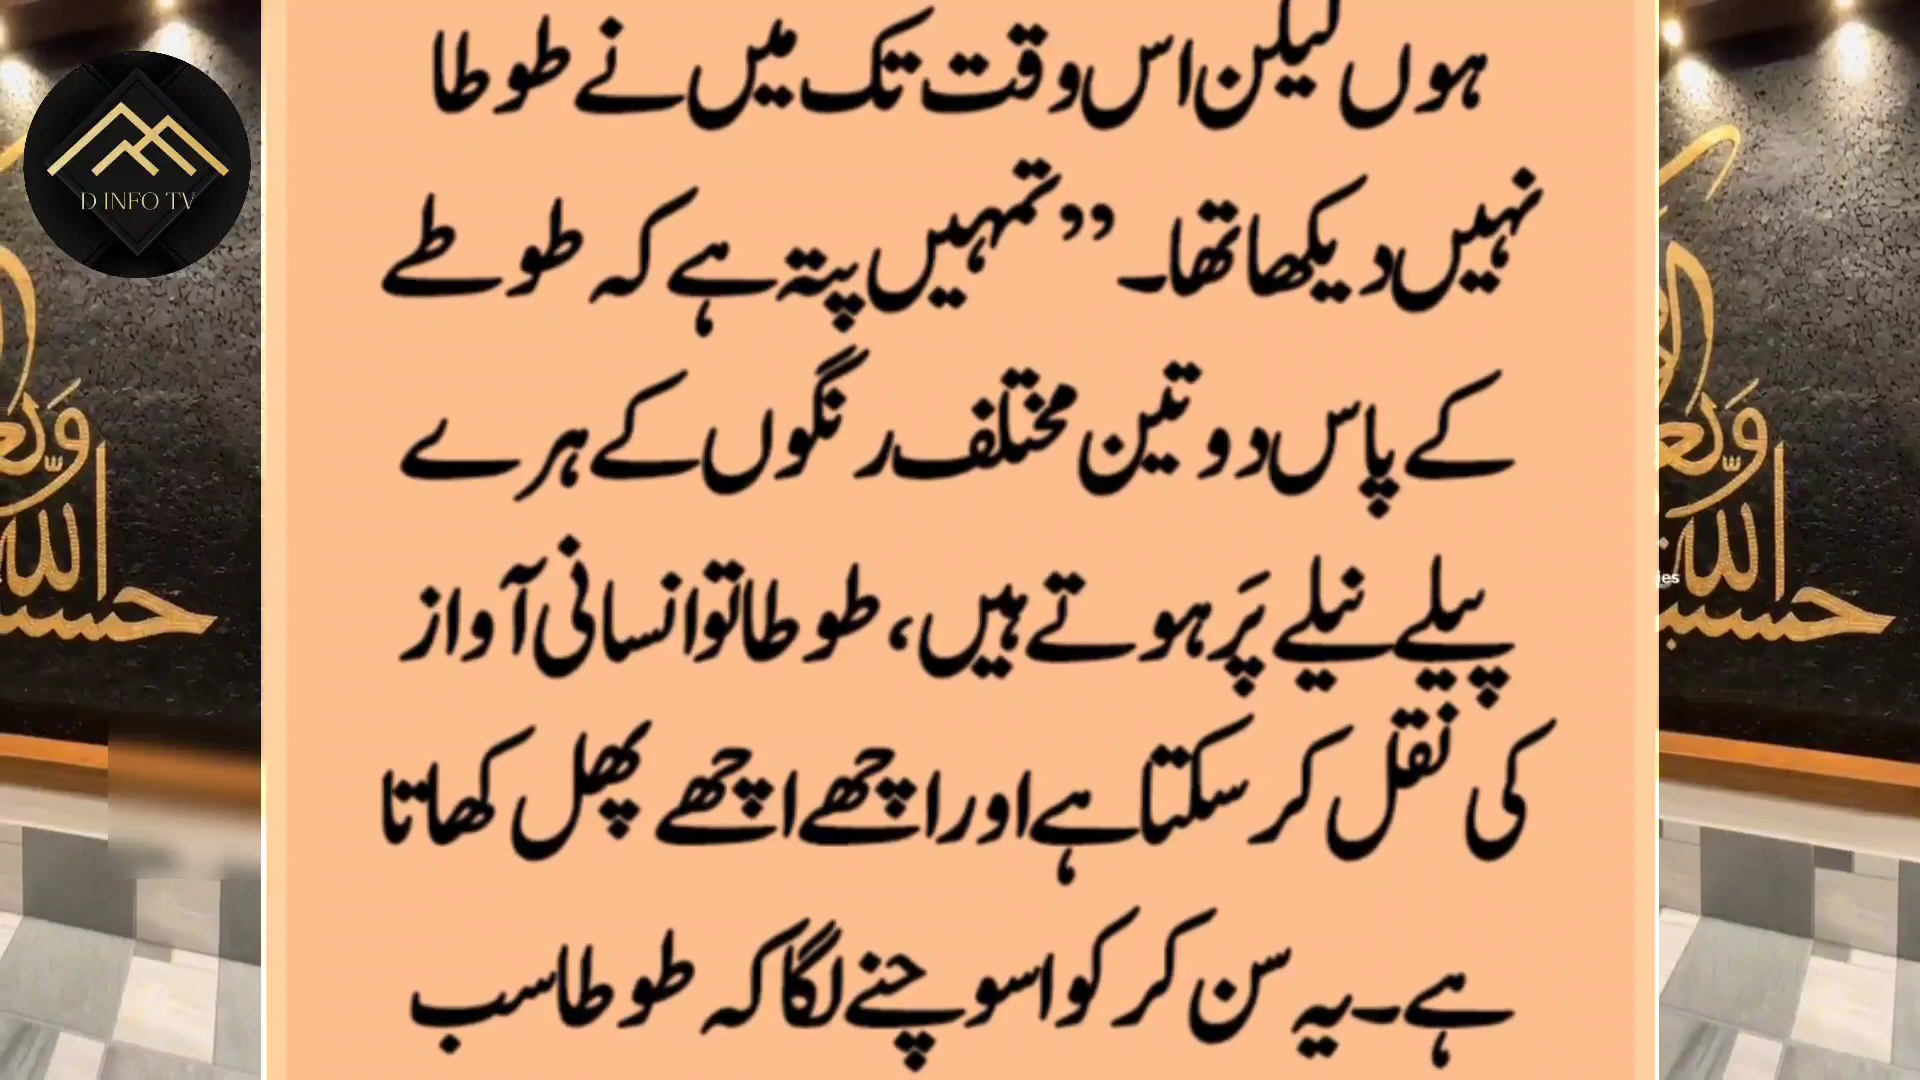 D INFO TV
ہوں لیکن اس وقت تک میں نے طوطا
نہیں دیکھا تھا۔ ”تمہیں پتہ ہے کہ طوطے
کے پاس دو تین مختلف رنگوں کے ہرے
پیلے نیلے پَر ہوتے ہیں، طوطا تو انسانی آواز
کی نقل کر سکتا ہے اور اچھے اچھے پھل کھاتا
ہے۔ یہ سن کر کوا سوچنے لگا کہ طوطا سب